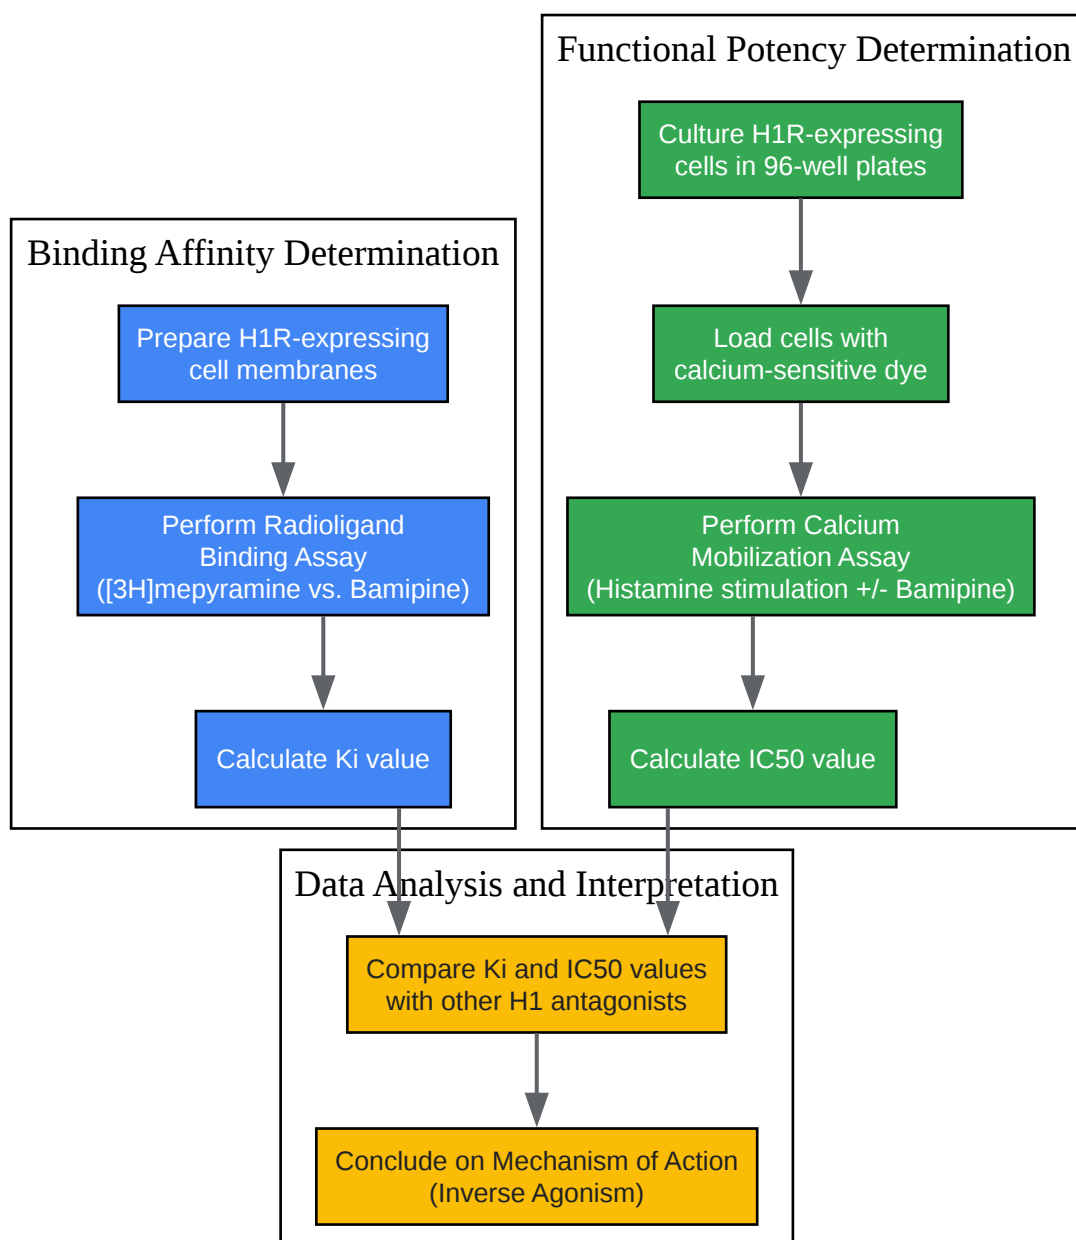 Functional Potency Determination
Culture H1R-expressing
cells in 96-well plates
Load cells with
calcium-sensitive dye
Perform Calcium
Mobilization Assay
(Histamine stimulation +/- Bamipine)
Calculate IC50 value
Binding Affinity Determination
Prepare H1R-expressing
cell membranes
Perform Radioligand
Binding Assay
([3H]mepyramine vs. Bamipine)
Calculate Ki value
Data Analysis and Interpretation
Compare Ki and IC50 values
with other H1 antagonists
Conclude on Mechanism of Action
(Inverse Agonism)